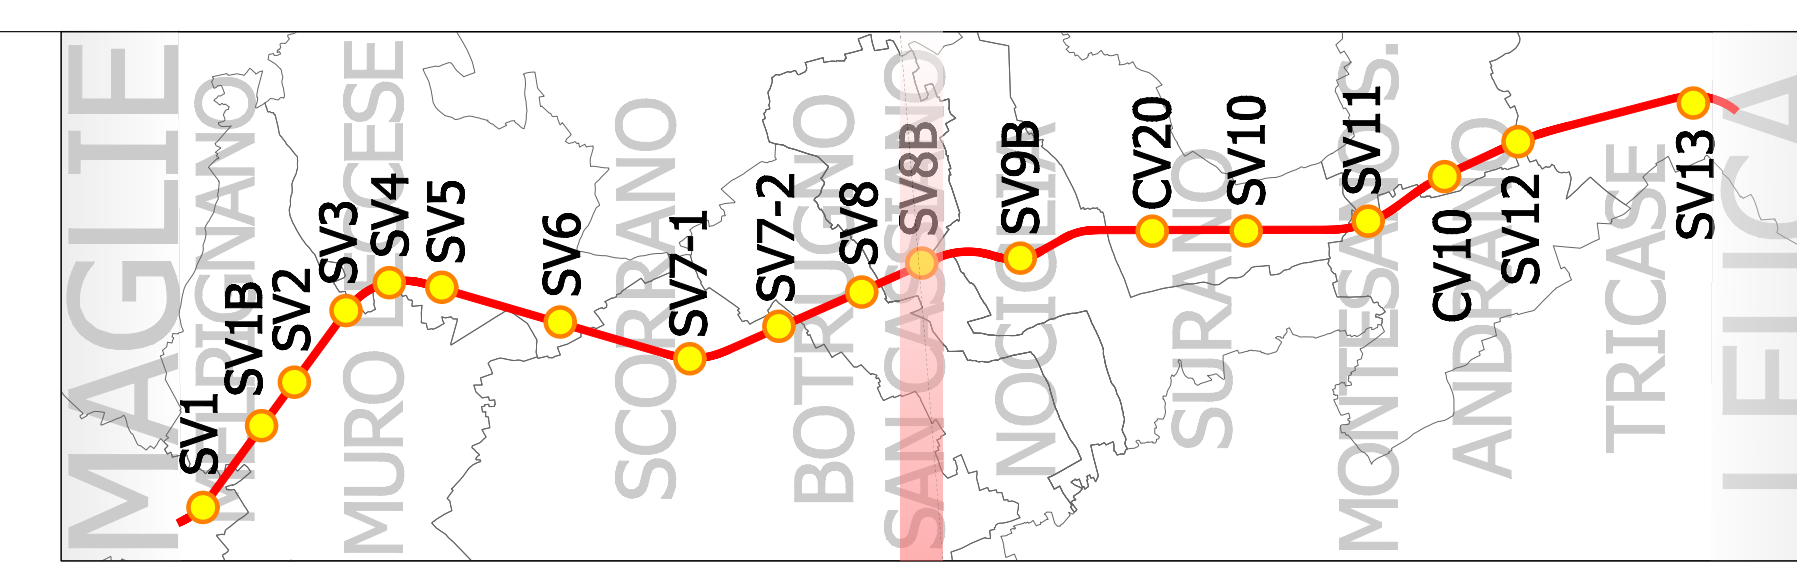 MAGLIE
MELPIGNANO
MURO LECCESE
SCORRANO
BOTRUGNO
SAN CASSIANO
NOCIGLIA
SURANO
MONTESANO S.
ANDRANO
TRICASE
SV1
SV1B
SV2
SV3
SV4
SV5
SV6
SV7-1
SV7-2
SV8
SV8B
SV9B
CV20
SV10
SV11
CV10
SV12
SV13